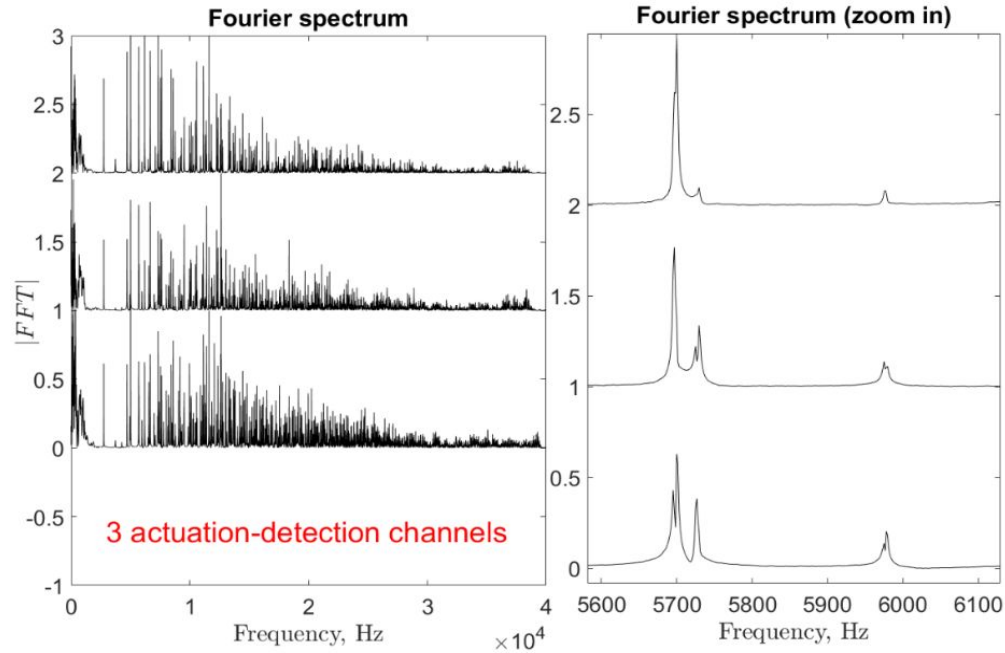 Fourier spectrum
|FFT|
3
2.5
2
1.5
1
0.5
0
-0.5
-1
3 actuation-detection channels
0 1 2 3 4
×10⁴
Frequency, Hz
Fourier spectrum (zoom in)
2.5
2
1.5
1
0.5
0
5600 5700 5800 5900 6000 6100
Frequency, Hz